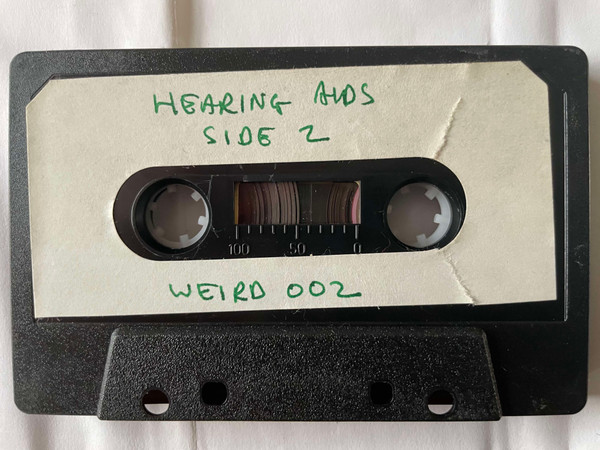 HEARING AIDS
SIDE 2
100 50 0
WEIRD 002